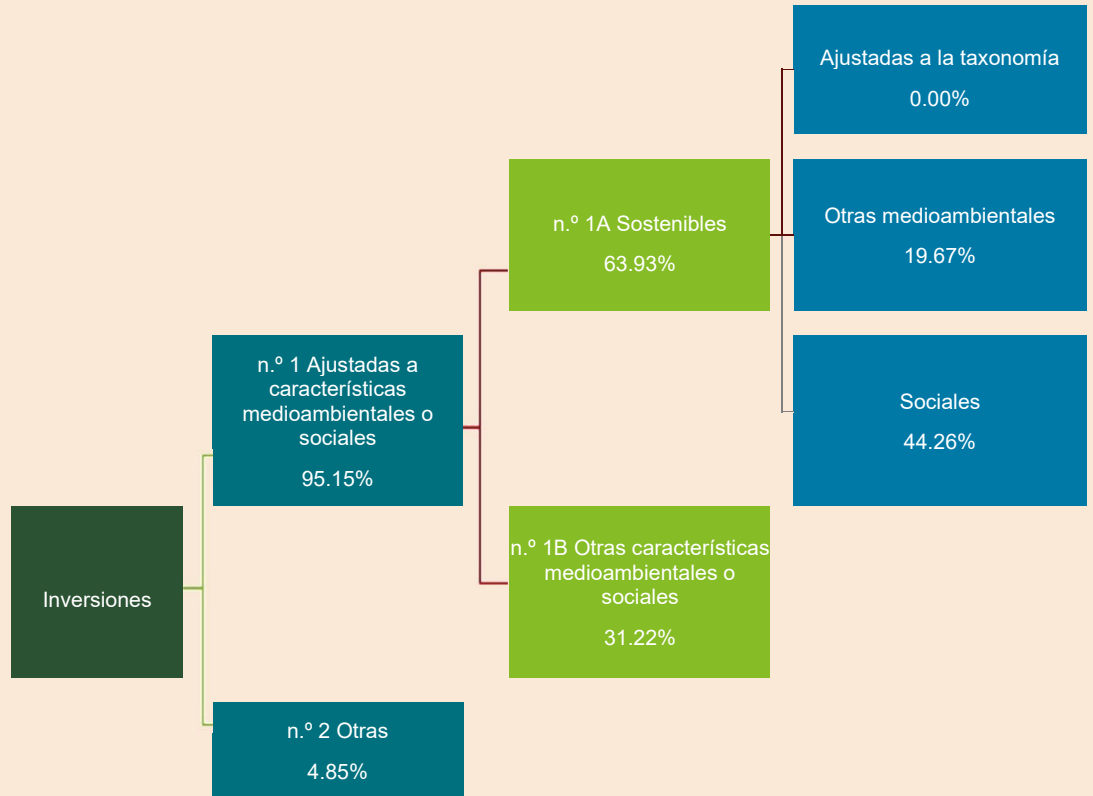 Ajustadas a la taxonomía
0.00%
n.º 1A Sostenibles
63.93%
Otras medioambientales
19.67%
n.º 1 Ajustadas a
características
medioambientales o
sociales
95.15%
Sociales
44.26%
Inversiones
n.º 1B Otras características
medioambientales o
sociales
31.22%
n.º 2 Otras
4.85%